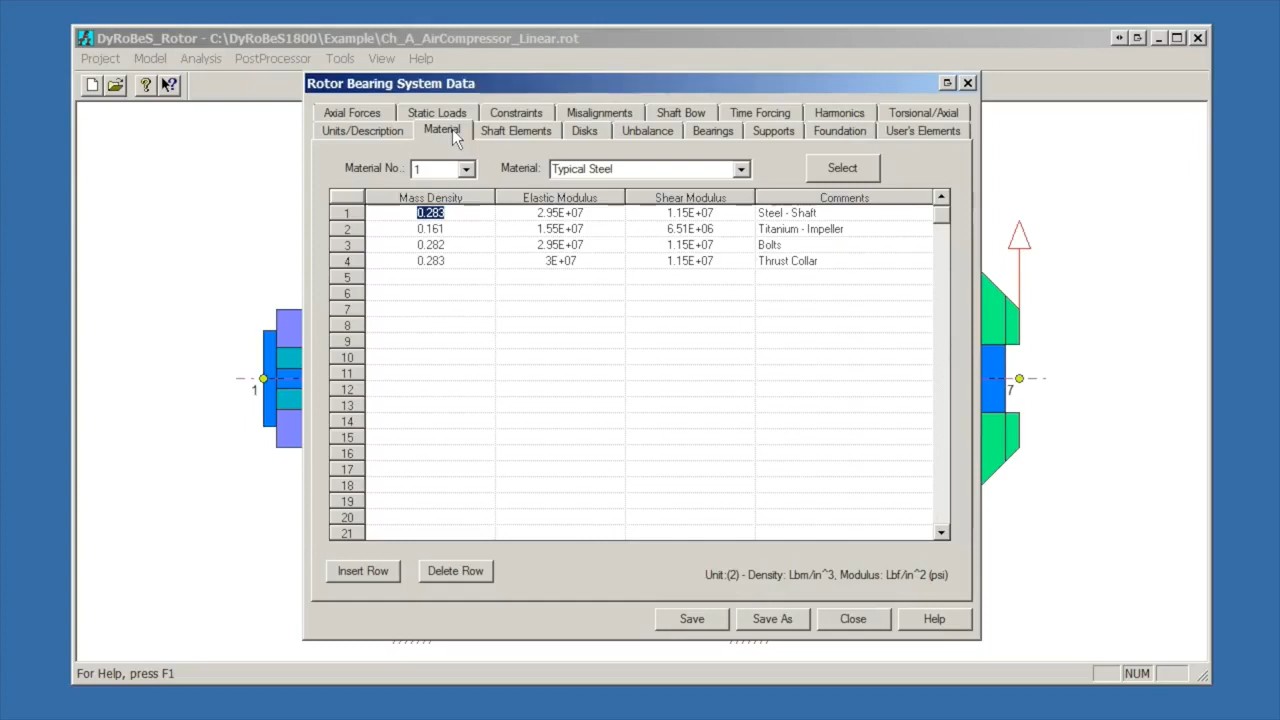 DyRoBeS_Rotor - C:\DyRoBeS1800\Example\Ch_A_AirCompressor_Linear.rot
Project Model Analysis PostProcessor Tools View Help
Rotor Bearing System Data
Axial Forces Static Loads Constraints Misalignments Shaft Bow Time Forcing Harmonics Torsional/Axial
Units/Description Material Shaft Elements Disks Unbalance Bearings Supports Foundation User's Elements
Material No.: 1 Material: Typical Steel Select
Mass Density Elastic Modulus Shear Modulus Comments
1 0.283 2.95E+07 1.15E+07 Steel - Shaft
2 0.161 1.55E+07 6.51E+06 Titanium - Impeller
3 0.282 2.95E+07 1.15E+07 Bolts
4 0.283 3E+07 1.15E+07 Thrust Collar
5
6
7
8
9
10
11
12
13
14
15
16
17
18
19
20
21
1 7
Insert Row Delete Row Unit:(2) - Density: Lbm/in^3, Modulus: Lbf/in^2 (psi)
Save Save As Close Help
For Help, press F1 NUM